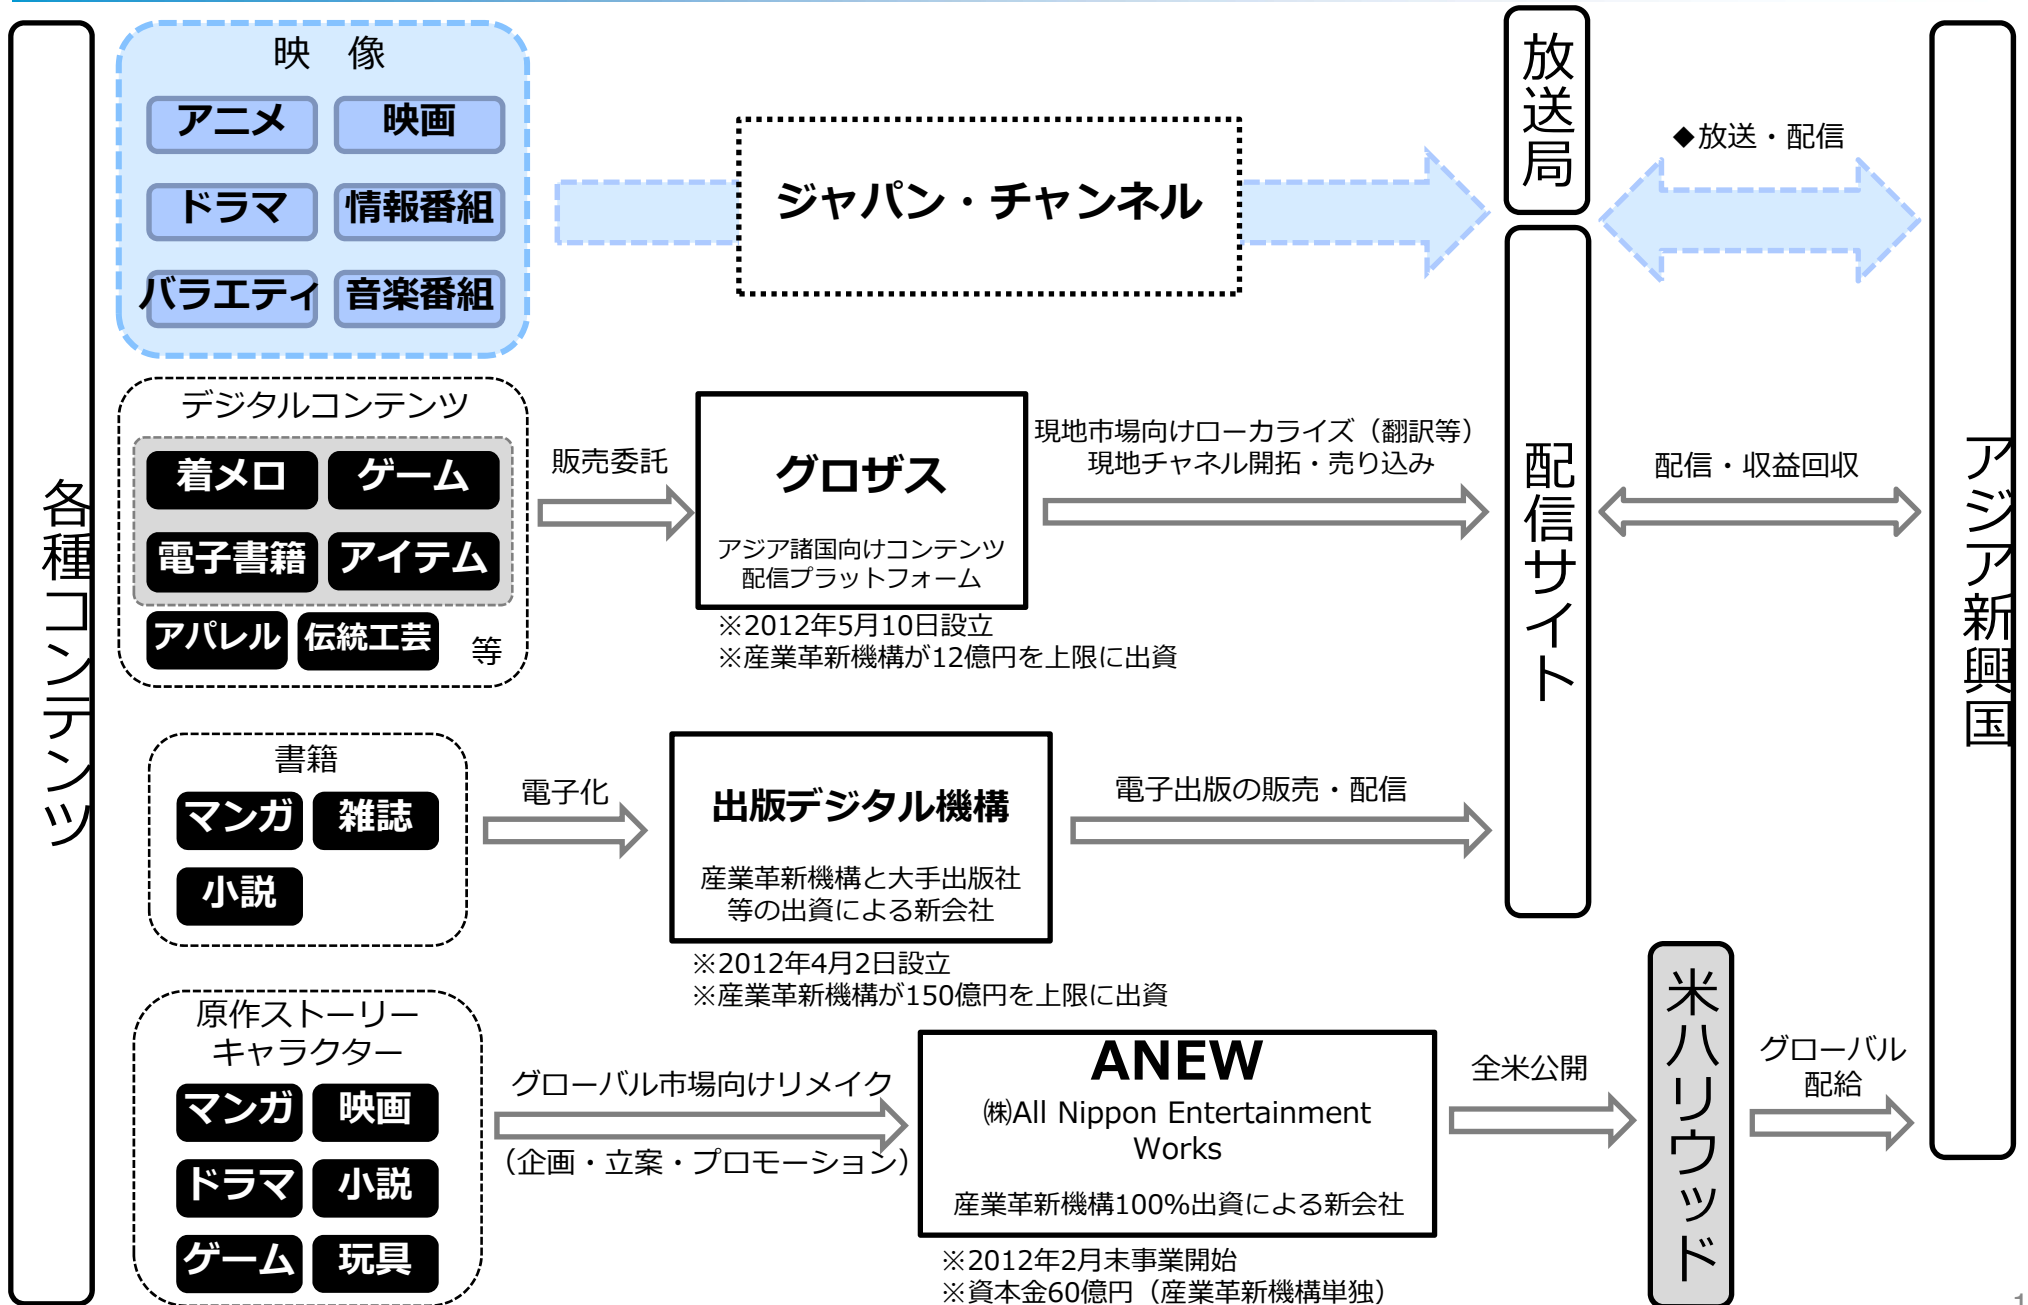 各種コンテンツ
映　像
アニメ
映画
ドラマ
情報番組
バラエティ
音楽番組
ジャパン・チャンネル
放送局
◆放送・配信
アジア新興国
デジタルコンテンツ
着メロ
ゲーム
電子書籍
アイテム
アパレル
伝統工芸
等
販売委託
グロザス
アジア諸国向けコンテンツ
配信プラットフォーム
※2012年5月10日設立
※産業革新機構が12億円を上限に出資
現地市場向けローカライズ（翻訳等）
現地チャネル開拓・売り込み
配信サイト
配信・収益回収
書籍
マンガ
雑誌
小説
電子化
出版デジタル機構
産業革新機構と大手出版社
等の出資による新会社
※2012年4月2日設立
※産業革新機構が150億円を上限に出資
電子出版の販売・配信
原作ストーリー
キャラクター
マンガ
映画
ドラマ
小説
ゲーム
玩具
グローバル市場向けリメイク
（企画・立案・プロモーション）
ANEW
㈱All Nippon Entertainment
Works
産業革新機構100%出資による新会社
※2012年2月末事業開始
※資本金60億円（産業革新機構単独）
全米公開
米ハリウッド
グローバル
配給